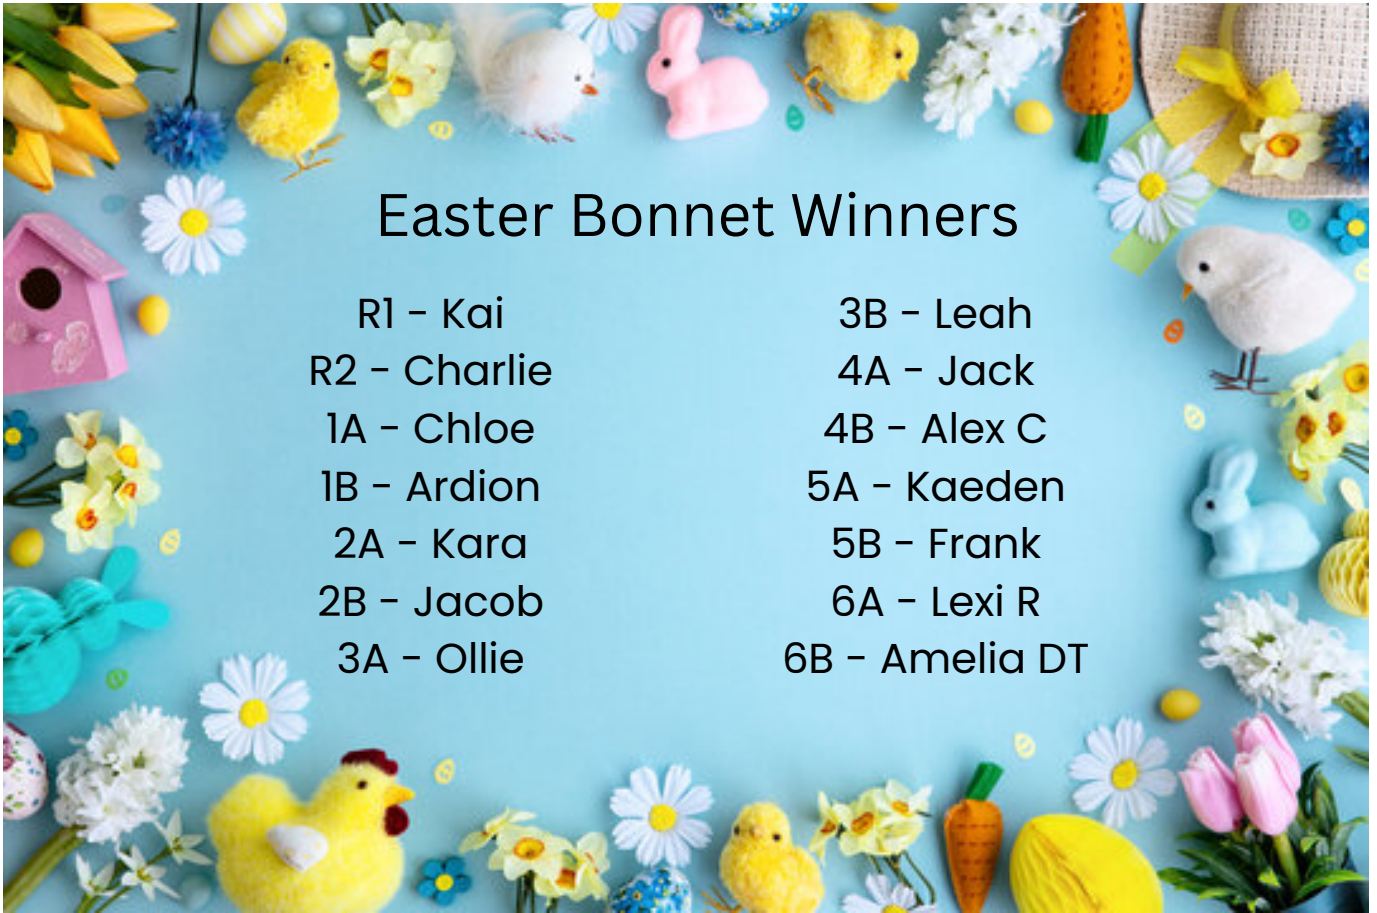 Easter Bonnet Winners
R1 - Kai
R2 - Charlie
1A - Chloe
1B - Ardion
2A - Kara
2B - Jacob
3A - Ollie
3B - Leah
4A - Jack
4B - Alex C
5A - Kaeden
5B - Frank
6A - Lexi R
6B - Amelia DT